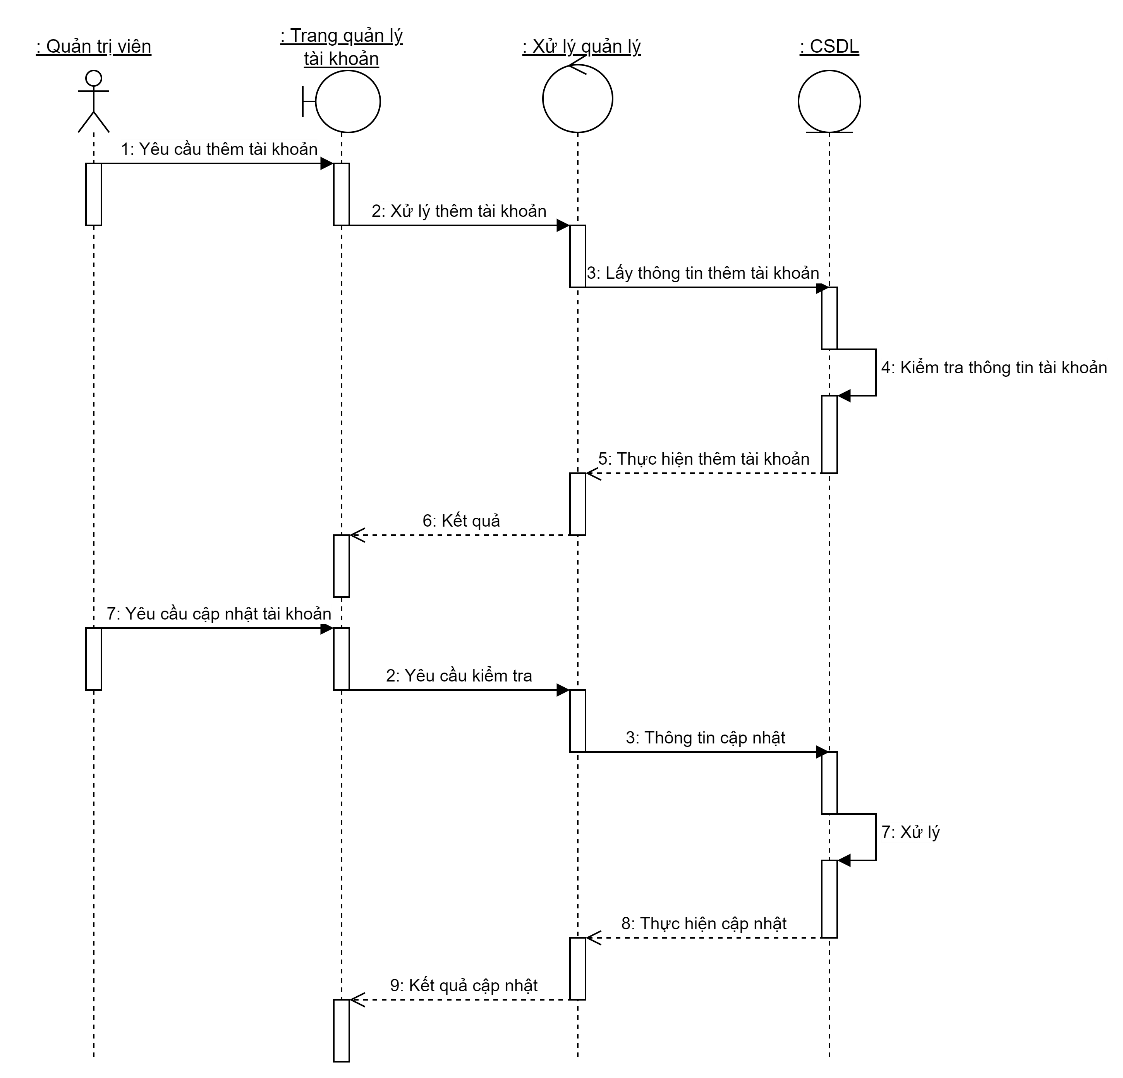 : Quản trị viên
: Trang quản lý
tài khoản
: Xử lý quản lý
: CSDL
1: Yêu cầu thêm tài khoản
2: Xử lý thêm tài khoản
3: Lấy thông tin thêm tài khoản
4: Kiểm tra thông tin tài khoản
5: Thực hiện thêm tài khoản
6: Kết quả
7: Yêu cầu cập nhật tài khoản
2: Yêu cầu kiểm tra
3: Thông tin cập nhật
7: Xử lý
8: Thực hiện cập nhật
9: Kết quả cập nhật